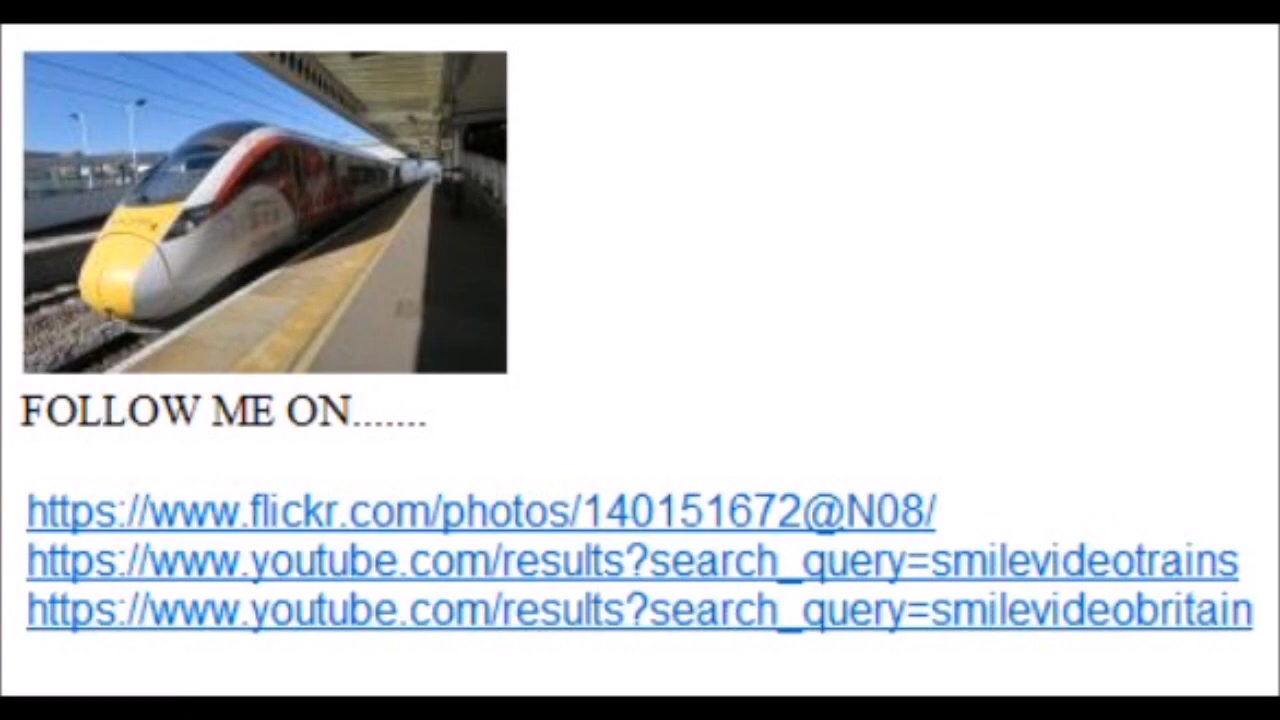 FOLLOW ME ON.......
https://www.flickr.com/photos/140151672@N08/
https://www.youtube.com/results?search_query=smilevideotrains
https://www.youtube.com/results?search_query=smilevideobritain